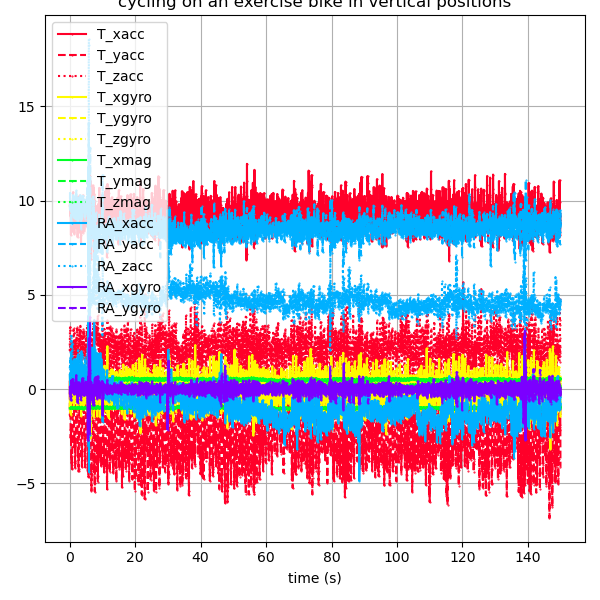 cycling on an exercise bike in vertical positions
T_xacc
T_yacc
T_zacc
T_xgyro
T_ygyro
T_zgyro
T_xmag
T_ymag
T_zmag
RA_xacc
RA_yacc
RA_zacc
RA_xgyro
RA_ygyro
15
10
5
0
−5
0 20 40 60 80 100 120 140
time (s)